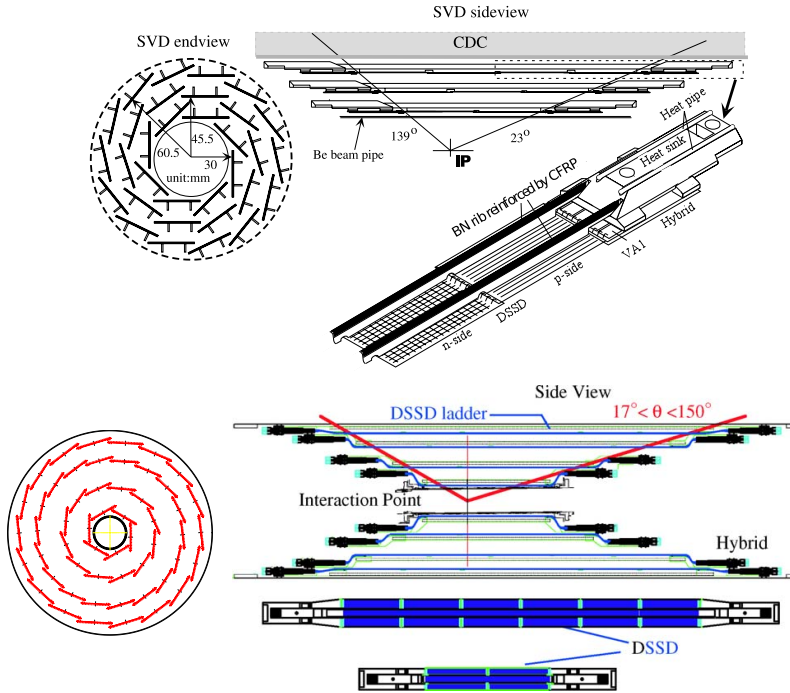 SVD sideview
SVD endview
CDC
45.5
60.5
30
unit:mm
139°
23°
Be beam pipe
IP
Heat pipe
Heat sink
BN rib reinforced by CFRP
Hybrid
VA1
p-side
DSSD
n-side
Side View
DSSD ladder
17°< θ <150°
Interaction Point
Hybrid
DSSD